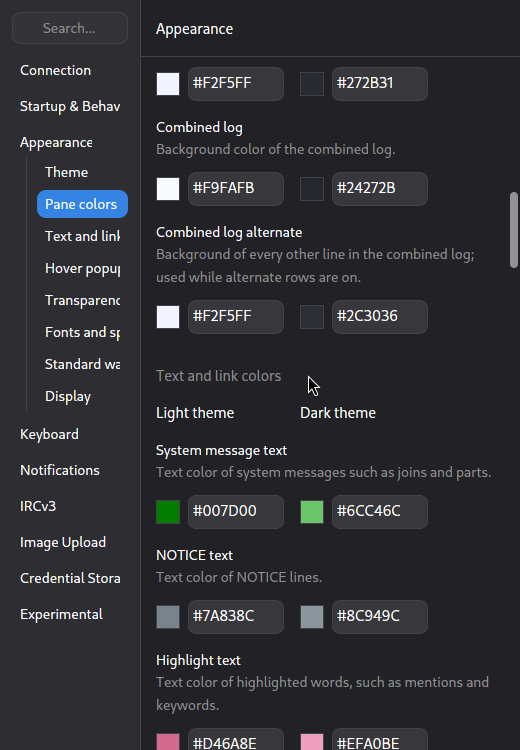 Search...
Connection
Startup & Behav
Appearance
Theme
Pane colors
Text and link
Hover popu
Transparenc
Fonts and sp
Standard wa
Display
Keyboard
Notifications
IRCv3
Image Upload
Credential Stora
Experimental
Appearance
#F2F5FF #272B31
Combined log
Background color of the combined log.
#F9FAFB #24272B
Combined log alternate
Background of every other line in the combined log;
used while alternate rows are on.
#F2F5FF #2C3036
Text and link colors
Light theme Dark theme
System message text
Text color of system messages such as joins and parts.
#007D00 #6CC46C
NOTICE text
Text color of NOTICE lines.
#7A838C #8C949C
Highlight text
Text color of highlighted words, such as mentions and
keywords.
#D46A8E #EFA0BE